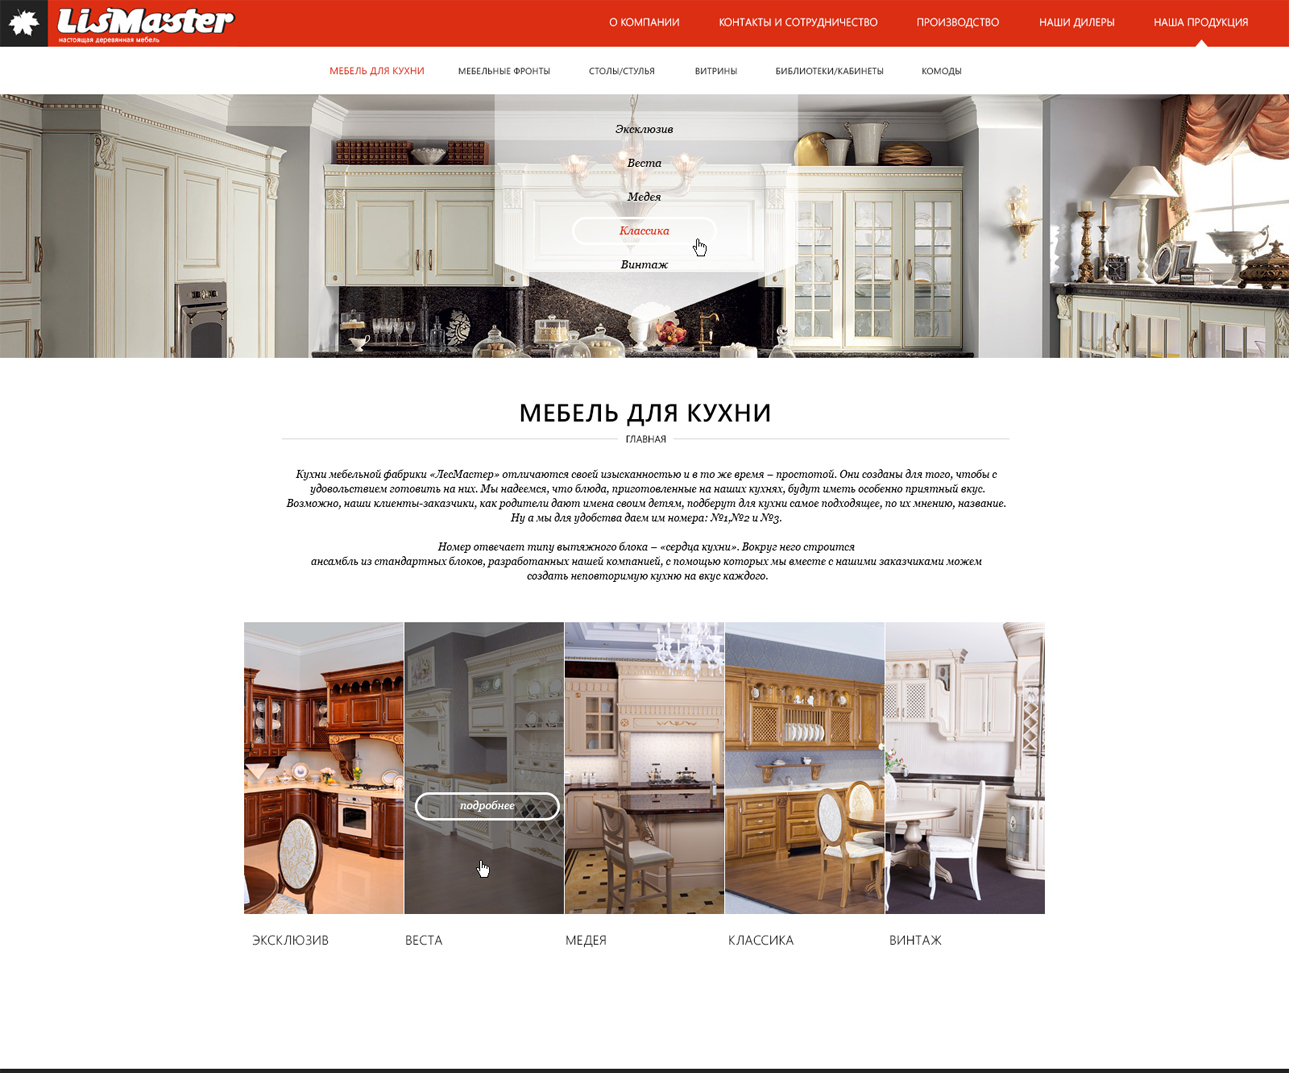 LisMaster
настоящая деревянная мебель
О КОМПАНИИ
КОНТАКТЫ И СОТРУДНИЧЕСТВО
ПРОИЗВОДСТВО
НАШИ ДИЛЕРЫ
НАША ПРОДУКЦИЯ
МЕБЕЛЬ ДЛЯ КУХНИ
МЕБЕЛЬНЫЕ ФРОНТЫ
СТОЛЫ/СТУЛЬЯ
ВИТРИНЫ
БИБЛИОТЕКИ/КАБИНЕТЫ
КОМОДЫ
Эксклюзив
Веста
Медея
Классика
Винтаж
МЕБЕЛЬ ДЛЯ КУХНИ
ГЛАВНАЯ
Кухни мебельной фабрики «ЛесМастер» отличаются своей изысканностью и в то же время – простотой. Они созданы для того, чтобы с
удовольствием готовить на них. Мы надеемся, что блюда, приготовленные на наших кухнях, будут иметь особенно приятный вкус.
Возможно, наши клиенты-заказчики, как родители дают имена своим детям, подберут для кухни самое подходящее, по их мнению, название.
Ну а мы для удобства даем им номера: №1,№2 и №3.
Номер отвечает типу вытяжного блока – «сердца кухни». Вокруг него строится
ансамбль из стандартных блоков, разработанных нашей компанией, с помощью которых мы вместе с нашими заказчиками можем
создать неповторимую кухню на вкус каждого.
подробнее
ЭКСКЛЮЗИВ
ВЕСТА
МЕДЕЯ
КЛАССИКА
ВИНТАЖ